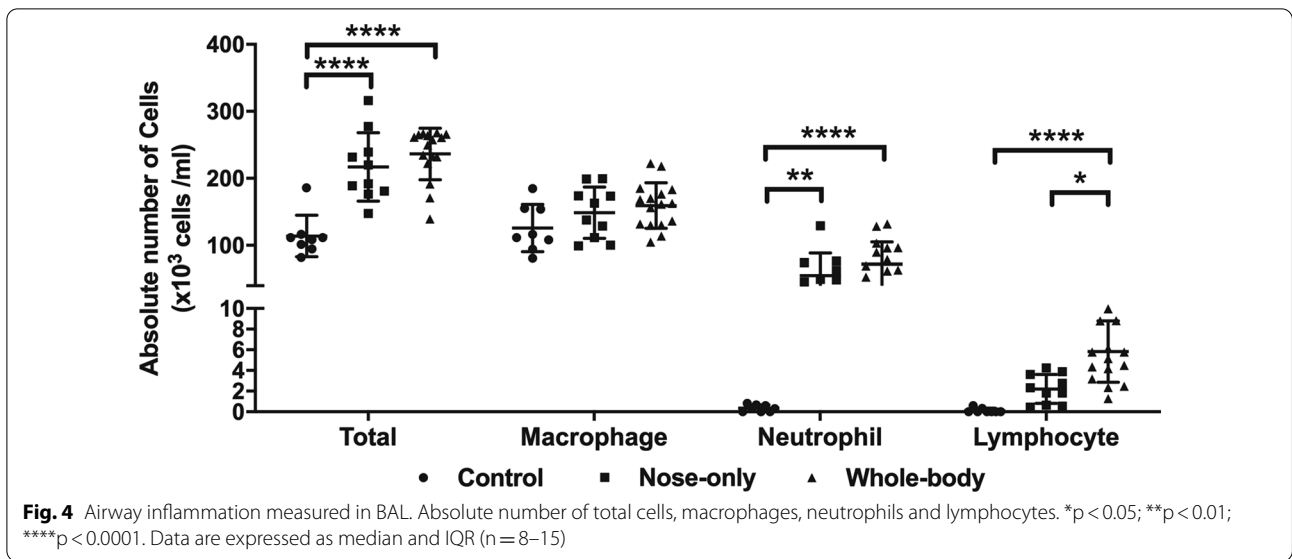 Absolute number of Cells
(x10³ cells /ml)
400
300
200
100
10
8
6
4
2
0
****
****
****
**
****
*
Total Macrophage Neutrophil Lymphocyte
● Control ■ Nose-only ▲ Whole-body
Fig. 4 Airway inflammation measured in BAL. Absolute number of total cells, macrophages, neutrophils and lymphocytes. *p < 0.05; **p < 0.01;
****p < 0.0001. Data are expressed as median and IQR (n = 8–15)